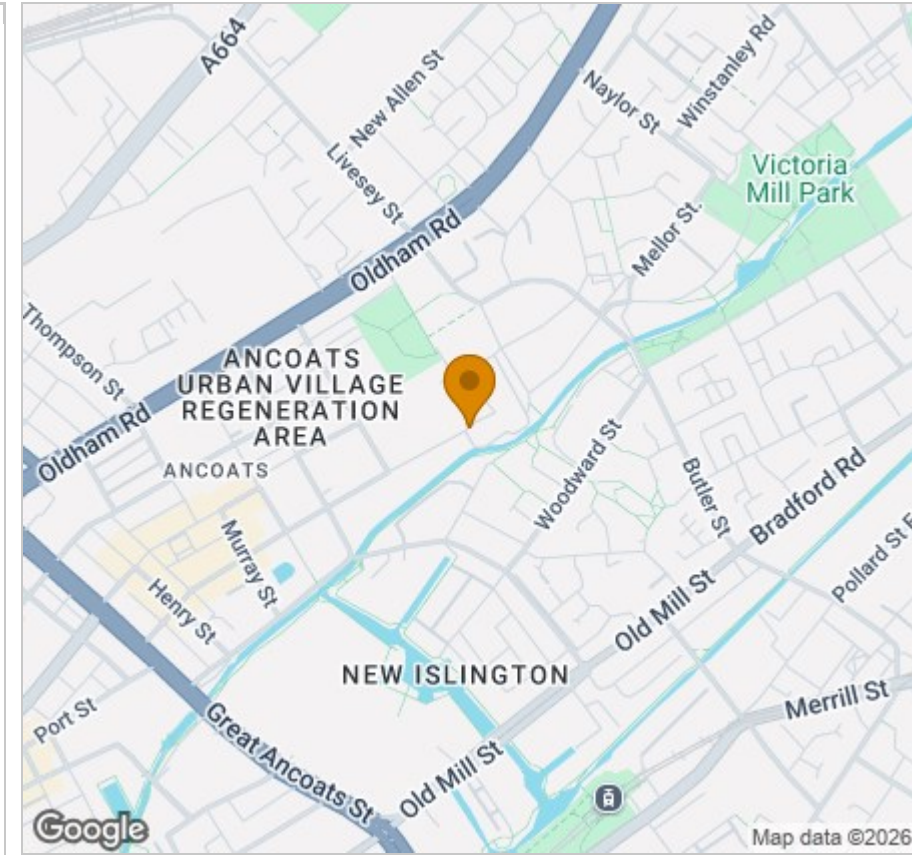 A664
New Allen St
Naylor St
Winstanley Rd
Livesey St
Victoria
Mill Park
Mellor St.
Oldham Rd
Thompson St
ANCOATS
URBAN VILLAGE
REGENERATION
AREA
Oldham Rd
ANCOATS
Woodward St
Butler St
Bradford Rd
Murray St
Henry St
Pollard St E
Old Mill St
NEW ISLINGTON
Merrill St
Port St
Great Ancoats St
Old Mill St
Google
Map data ©2026